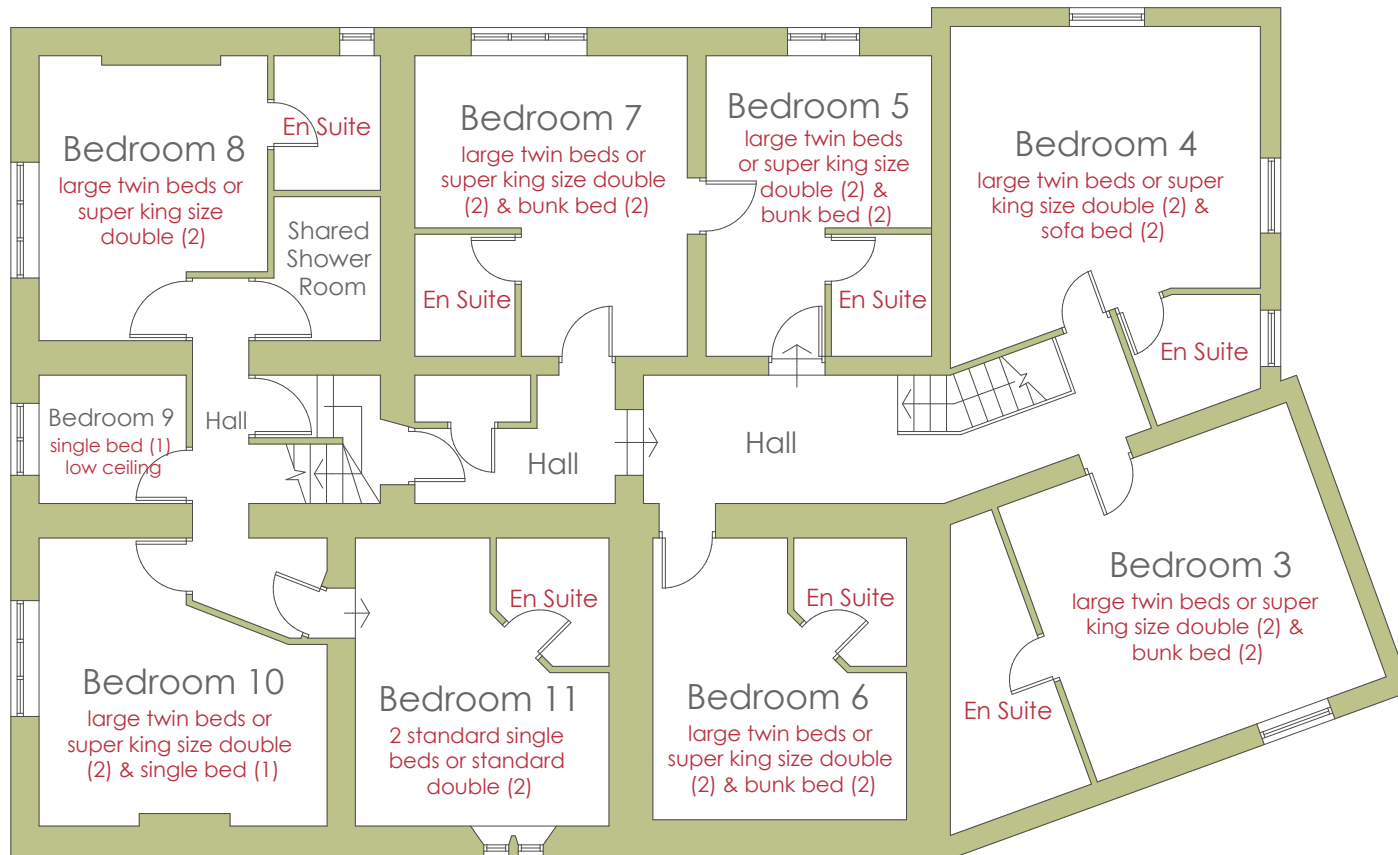 Bedroom 8
large twin beds or
super king size
double (2)
En Suite
Shared
Shower
Room
Bedroom 7
large twin beds or
super king size double
(2) & bunk bed (2)
En Suite
Bedroom 5
large twin beds
or super king size
double (2) &
bunk bed (2)
En Suite
Bedroom 4
large twin beds or super
king size double (2) &
sofa bed (2)
En Suite
Bedroom 9
single bed (1)
low ceiling
Hall
Hall
Hall
Bedroom 10
large twin beds or
super king size double
(2) & single bed (1)
Bedroom 11
2 standard single
beds or standard
double (2)
En Suite
Bedroom 6
large twin beds or
super king size double
(2) & bunk bed (2)
En Suite
Bedroom 3
large twin beds or super
king size double (2) &
bunk bed (2)
En Suite